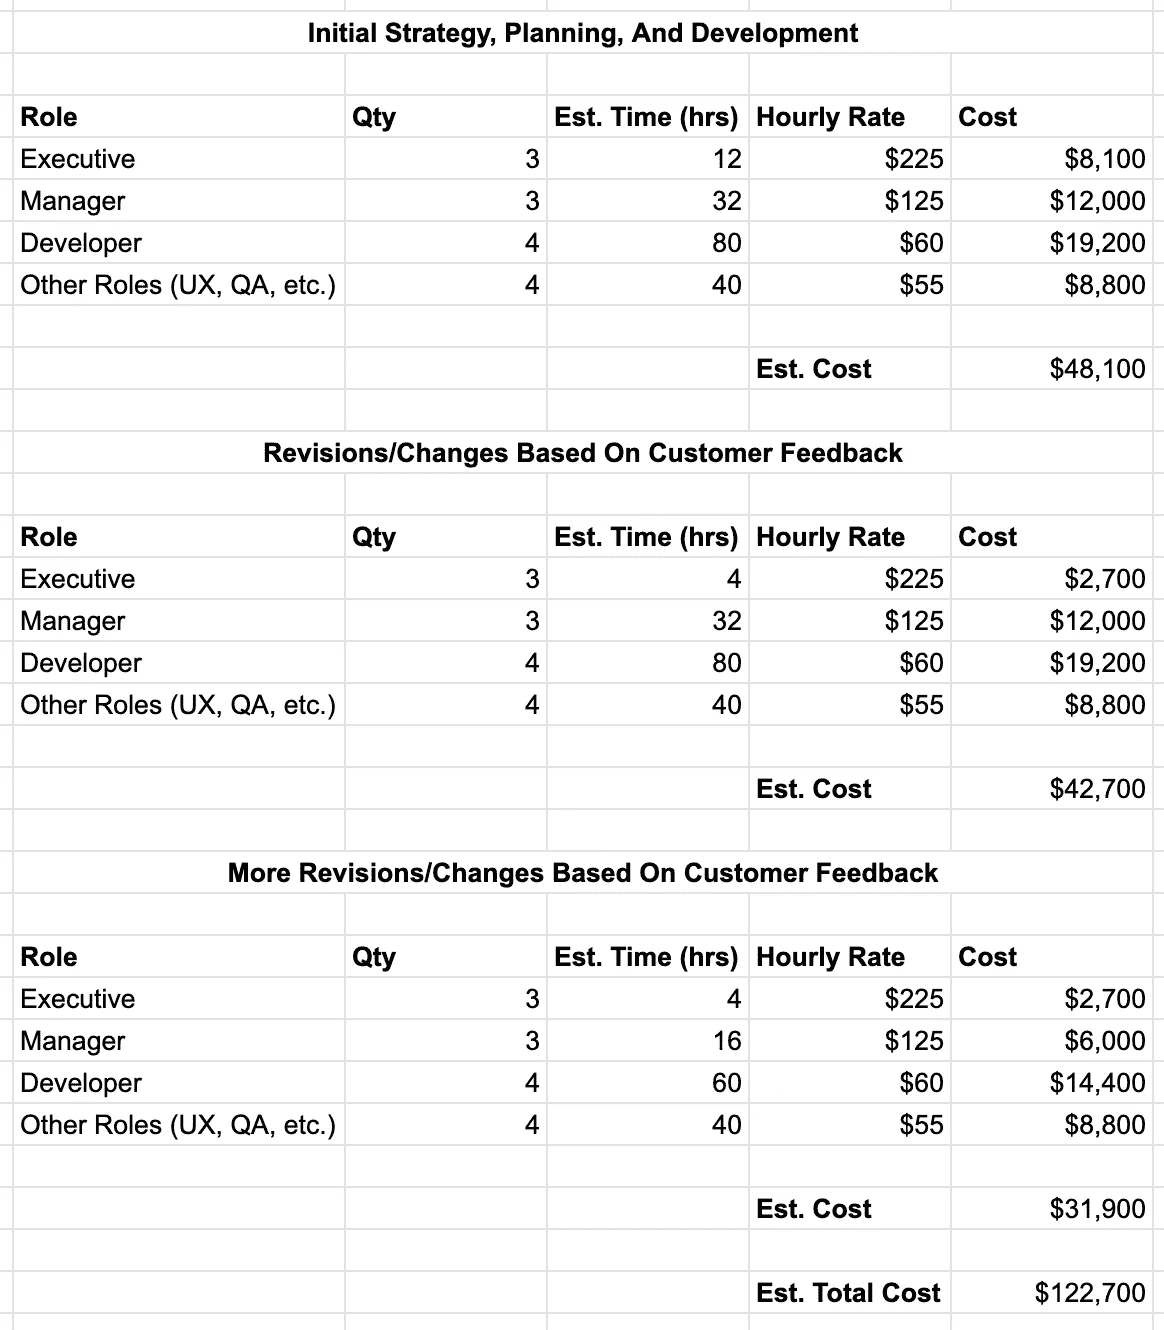 Initial Strategy, Planning, And Development
Role Qty Est. Time (hrs) Hourly Rate Cost
Executive 3 12 $225 $8,100
Manager 3 32 $125 $12,000
Developer 4 80 $60 $19,200
Other Roles (UX, QA, etc.) 4 40 $55 $8,800
Est. Cost $48,100
Revisions/Changes Based On Customer Feedback
Role Qty Est. Time (hrs) Hourly Rate Cost
Executive 3 4 $225 $2,700
Manager 3 32 $125 $12,000
Developer 4 80 $60 $19,200
Other Roles (UX, QA, etc.) 4 40 $55 $8,800
Est. Cost $42,700
More Revisions/Changes Based On Customer Feedback
Role Qty Est. Time (hrs) Hourly Rate Cost
Executive 3 4 $225 $2,700
Manager 3 16 $125 $6,000
Developer 4 60 $60 $14,400
Other Roles (UX, QA, etc.) 4 40 $55 $8,800
Est. Cost $31,900
Est. Total Cost $122,700